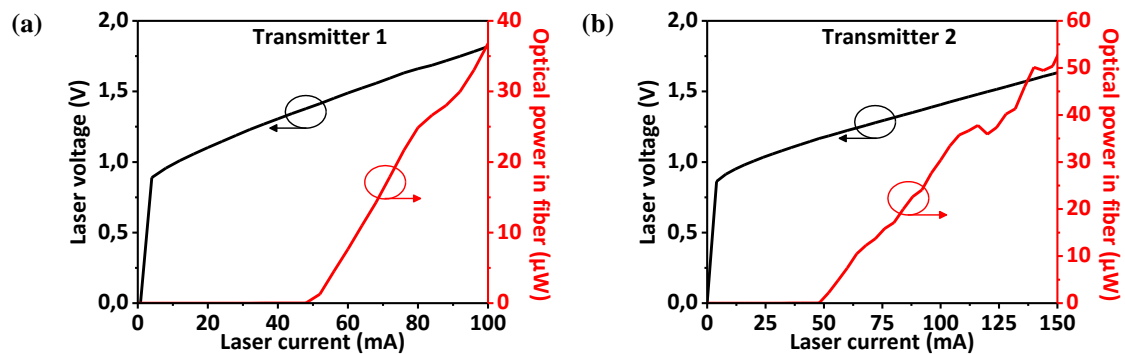 (a)
Transmitter 1
Laser voltage (V)
2,0
1,5
1,0
0,5
0,0
0
20
40
60
80
100
Laser current (mA)
40
30
20
10
0
Optical power in
fiber (µW)
(b)
Transmitter 2
Laser voltage (V)
2,0
1,5
1,0
0,5
0,0
0
25
50
75
100
125
150
Laser current (mA)
60
50
40
30
20
10
0
Optical power in
fiber (µW)